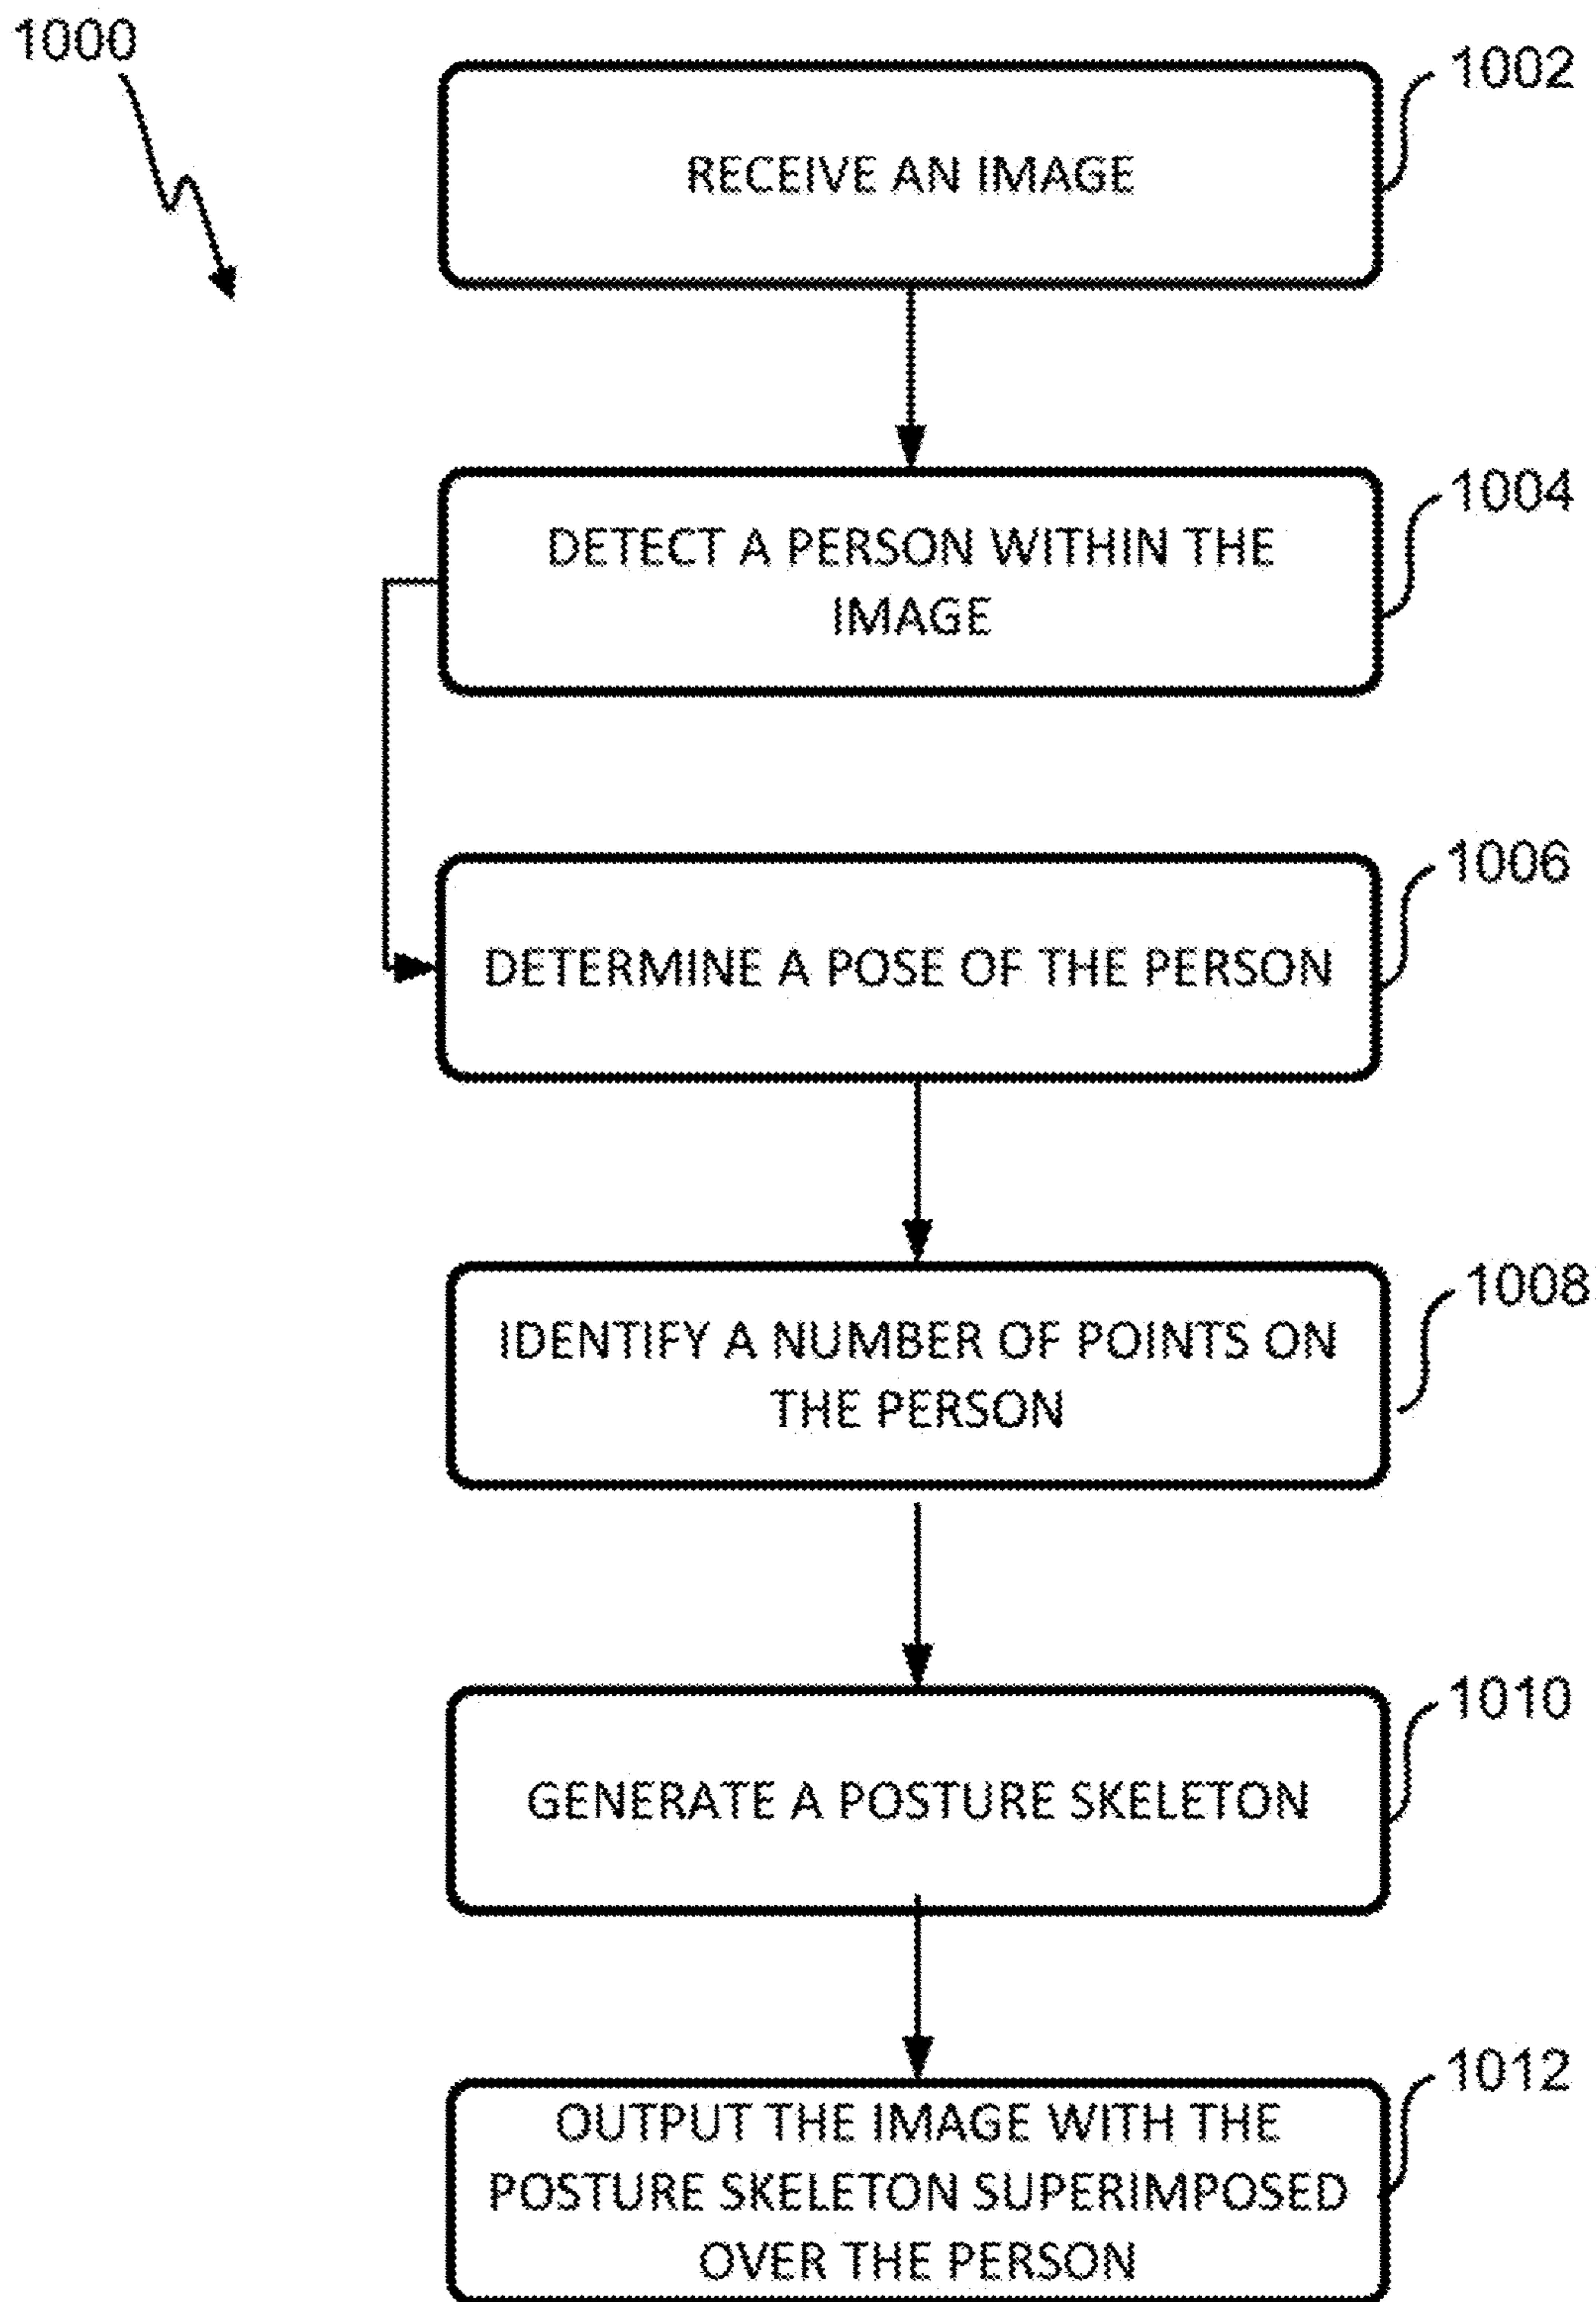 1000
1002
RECEIVE AN IMAGE
1004
DETECT A PERSON WITHIN THE
IMAGE
1006
DETERMINE A POSE OF THE PERSON
1008
IDENTIFY A NUMBER OF POINTS ON
THE PERSON
1010
GENERATE A POSTURE SKELETON
1012
OUTPUT THE IMAGE WITH THE
POSTURE SKELETON SUPERIMPOSED
OVER THE PERSON